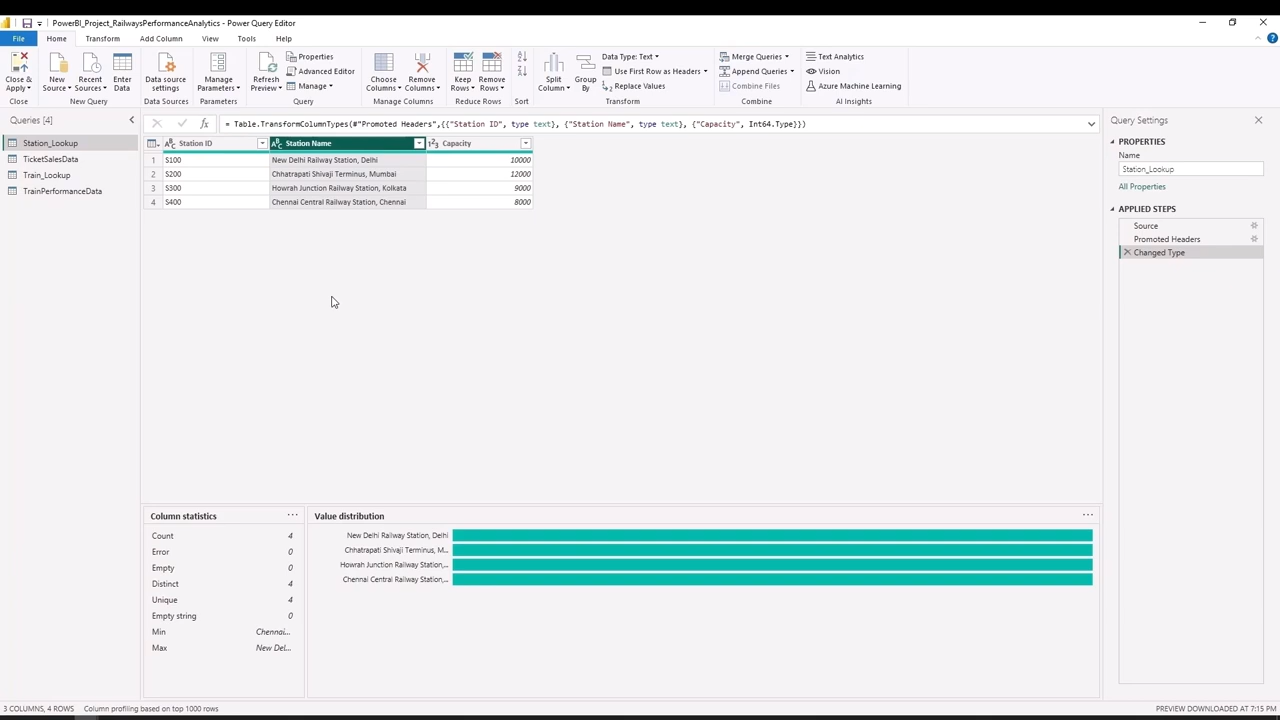 PowerBI_Project_RailwaysPerformanceAnalytics - Power Query Editor
File Home Transform Add Column View Tools Help
Close & Apply
Close
New Source
Recent Sources
Enter Data
New Query
Data source settings
Data Sources
Manage Parameters
Parameters
Refresh Preview
Properties
Advanced Editor
Manage
Query
Choose Columns
Remove Columns
Manage Columns
Keep Rows
Remove Rows
Reduce Rows
Sort
Split Column
Group By
Data Type: Text
Use First Row as Headers
Replace Values
Transform
Merge Queries
Append Queries
Combine Files
Combine
Text Analytics
Vision
Azure Machine Learning
AI Insights
Queries [4]
Station_Lookup
TicketSalesData
Train_Lookup
TrainPerformanceData
= Table.TransformColumnTypes(#"Promoted Headers",{{"Station ID", type text}, {"Station Name", type text}, {"Capacity", Int64.Type}})
Station ID Station Name Capacity
1 S100 New Delhi Railway Station, Delhi 10000
2 S200 Chhatrapati Shivaji Terminus, Mumbai 12000
3 S300 Howrah Junction Railway Station, Kolkata 9000
4 S400 Chennai Central Railway Station, Chennai 8000
Query Settings
PROPERTIES
Name
Station_Lookup
All Properties
APPLIED STEPS
Source
Promoted Headers
Changed Type
Column statistics
Count 4
Error 0
Empty 0
Distinct 4
Unique 4
Empty string 0
Min Chennai...
Max New Del...
Value distribution
New Delhi Railway Station, Delhi
Chhatrapati Shivaji Terminus, M...
Howrah Junction Railway Station,...
Chennai Central Railway Station,...
3 COLUMNS, 4 ROWS Column profiling based on top 1000 rows
PREVIEW DOWNLOADED AT 7:15 PM